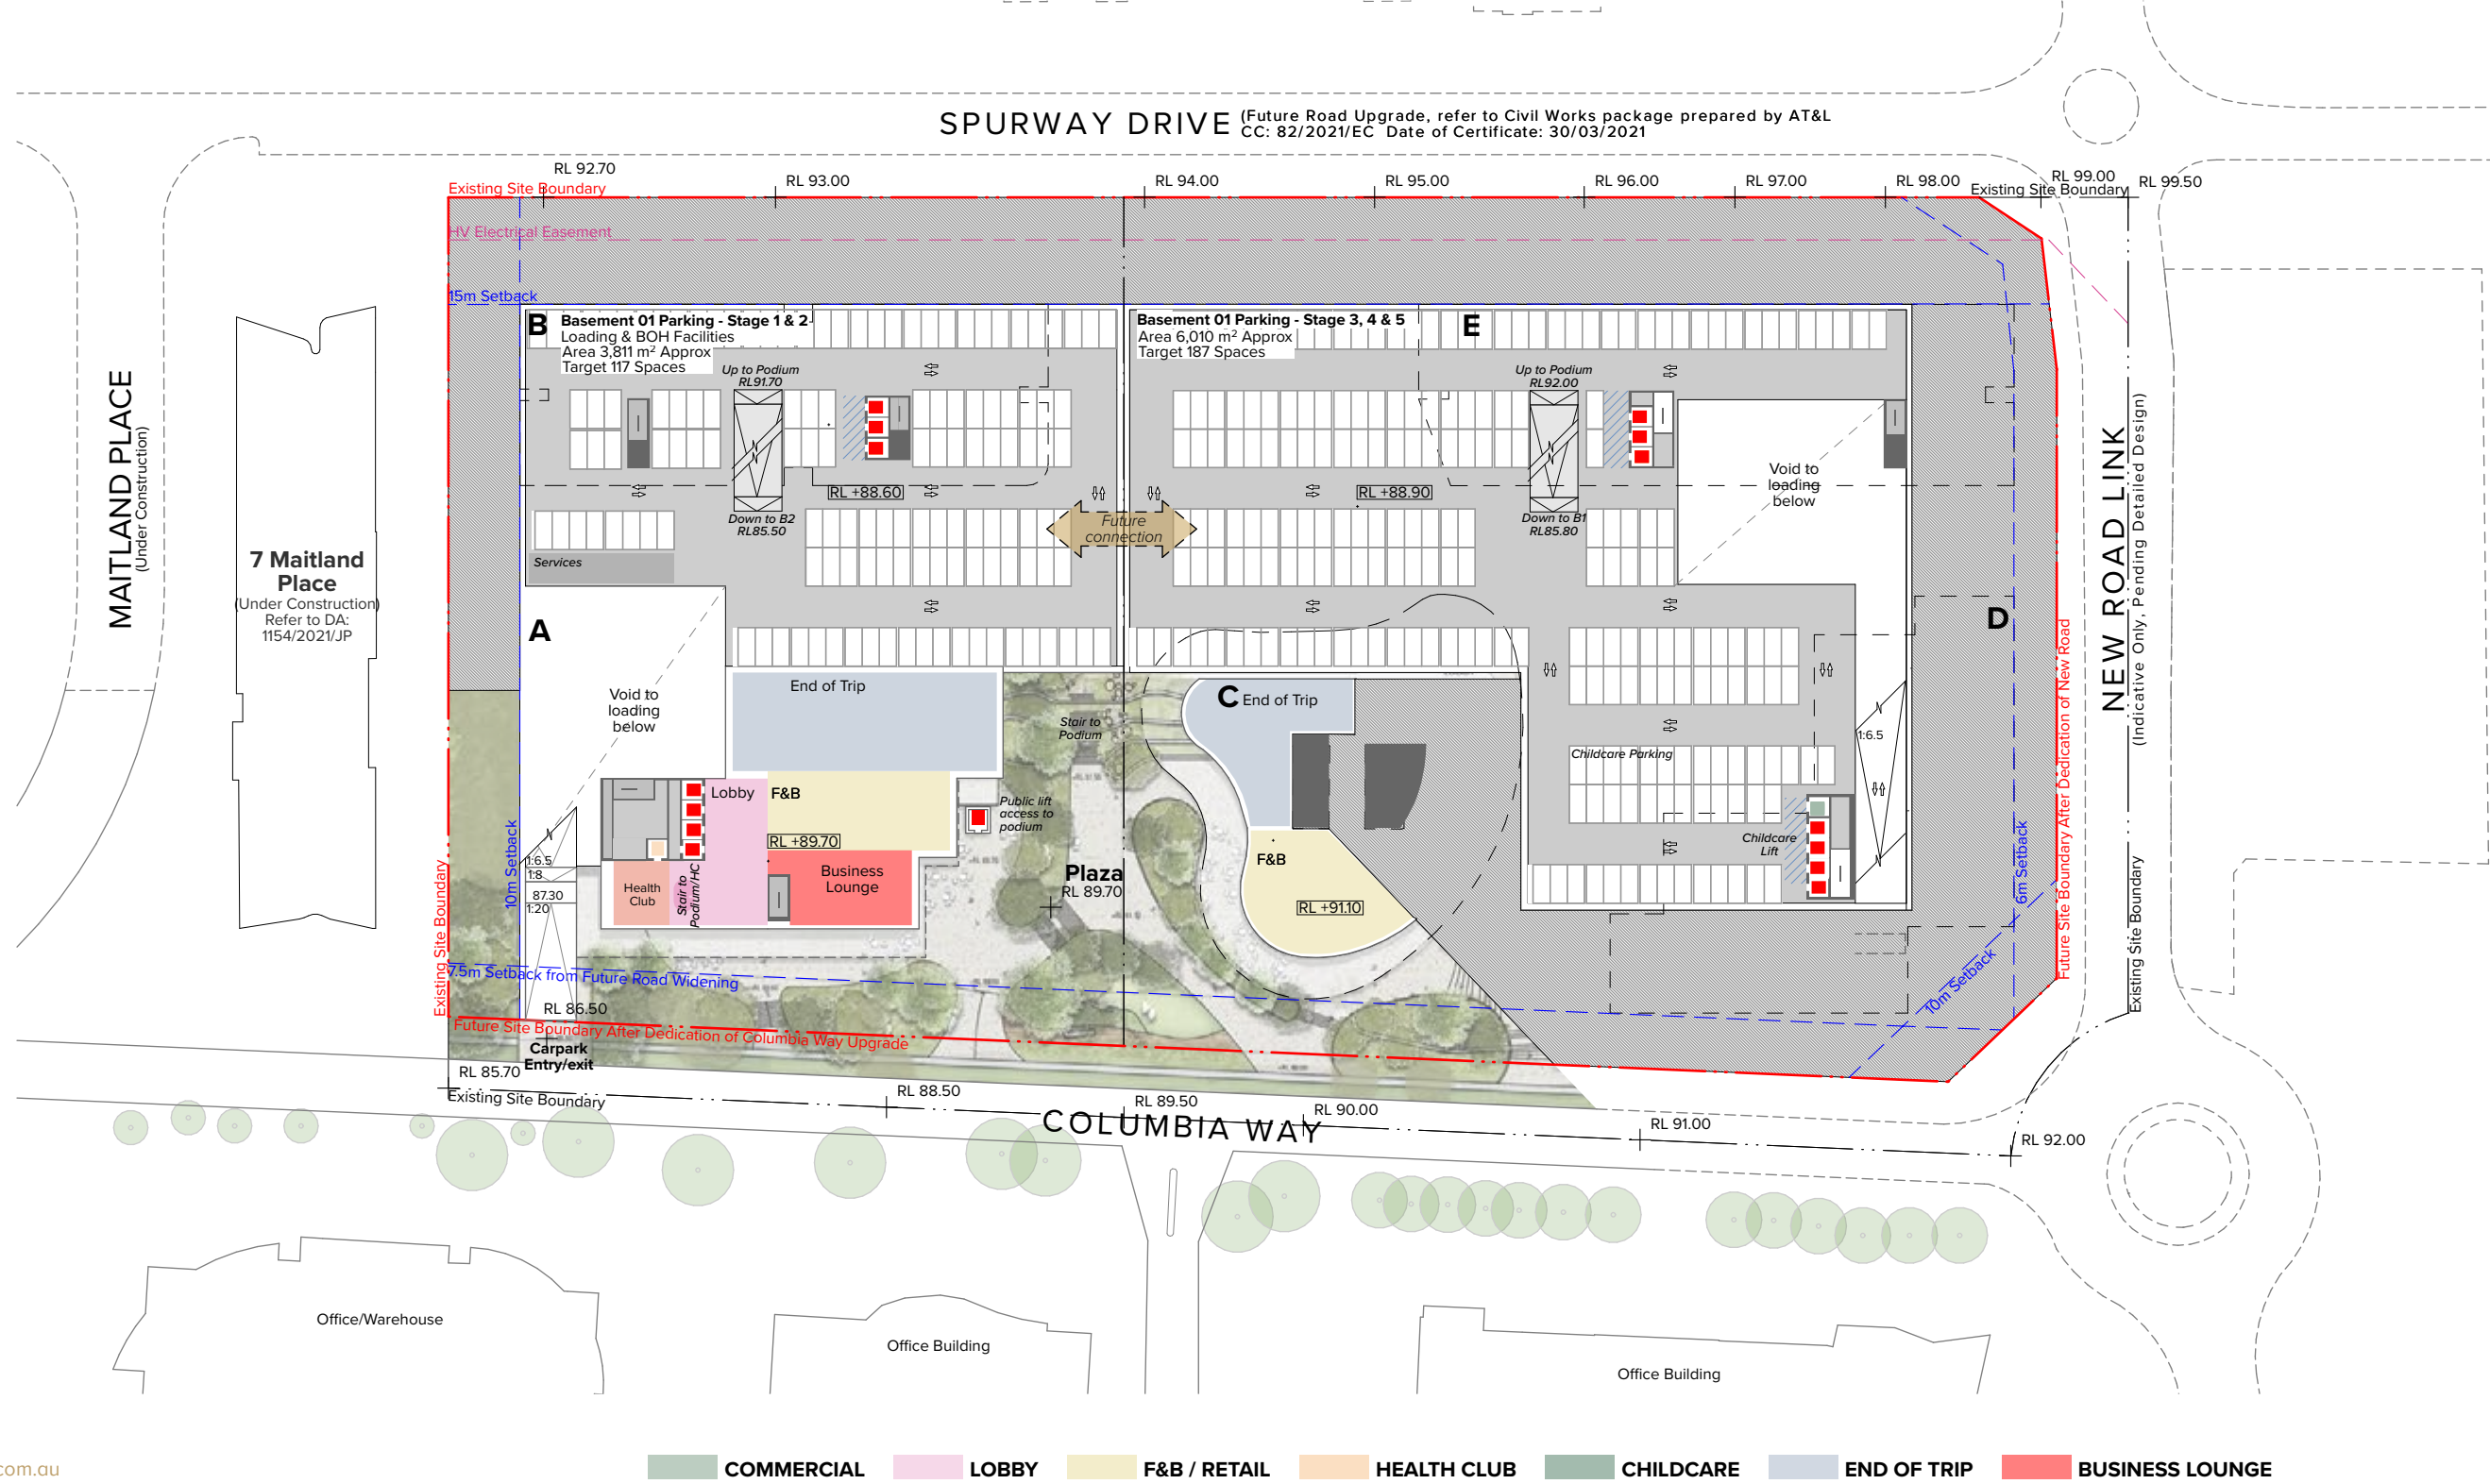 SPURWAY DRIVE
(Future Road Upgrade, refer to Civil Works package prepared by AT&L
CC: 82/2021/EC Date of Certificate: 30/03/2021
RL 92.70
RL 93.00
RL 94.00
RL 95.00
RL 96.00
RL 97.00
RL 98.00
RL 99.00
RL 99.50
Existing Site Boundary
Existing Site Boundary
HV Electrical Easement
15m Setback
B
Basement 01 Parking - Stage 1 & 2
Loading & BOH Facilities
Area 3,811 m² Approx
Target 117 Spaces
Basement 01 Parking - Stage 3, 4 & 5
Area 6,010 m² Approx
Target 187 Spaces
E
Up to Podium
RL91.70
Up to Podium
RL92.00
MAITLAND PLACE
(Under Construction)
7 Maitland
Place
(Under Construction)
Refer to DA:
1154/2021/JP
RL +88.60
RL +88.90
Down to B2
RL85.50
Down to B1
RL85.80
Future
connection
Void to
loading
below
Services
NEW ROAD LINK
(Indicative Only, Pending Detailed Design)
A
D
Void to
loading
below
End of Trip
Stair to
Podium
C
End of Trip
1:6.5
Childcare Parking
Lobby
F&B
Public lift
access to
podium
RL +89.70
Childcare
Lift
F&B
1:6.5
1:8
87.30
1:20
Health
Club
Stair to
Podium/HC
Business
Lounge
Plaza
RL 89.70
RL +91.10
10m Setback
Existing Site Boundary
6m Setback
Future Site Boundary After Dedication of New Road
Existing Site Boundary
10m Setback
7.5m Setback from Future Road Widening
RL 86.50
Future Site Boundary After Dedication of Columbia Way Upgrade
Carpark
Entry/exit
RL 85.70
Existing Site Boundary
RL 88.50
RL 89.50
RL 90.00
RL 91.00
RL 92.00
COLUMBIA WAY
Office/Warehouse
Office Building
Office Building
com.au
COMMERCIAL
LOBBY
F&B / RETAIL
HEALTH CLUB
CHILDCARE
END OF TRIP
BUSINESS LOUNGE